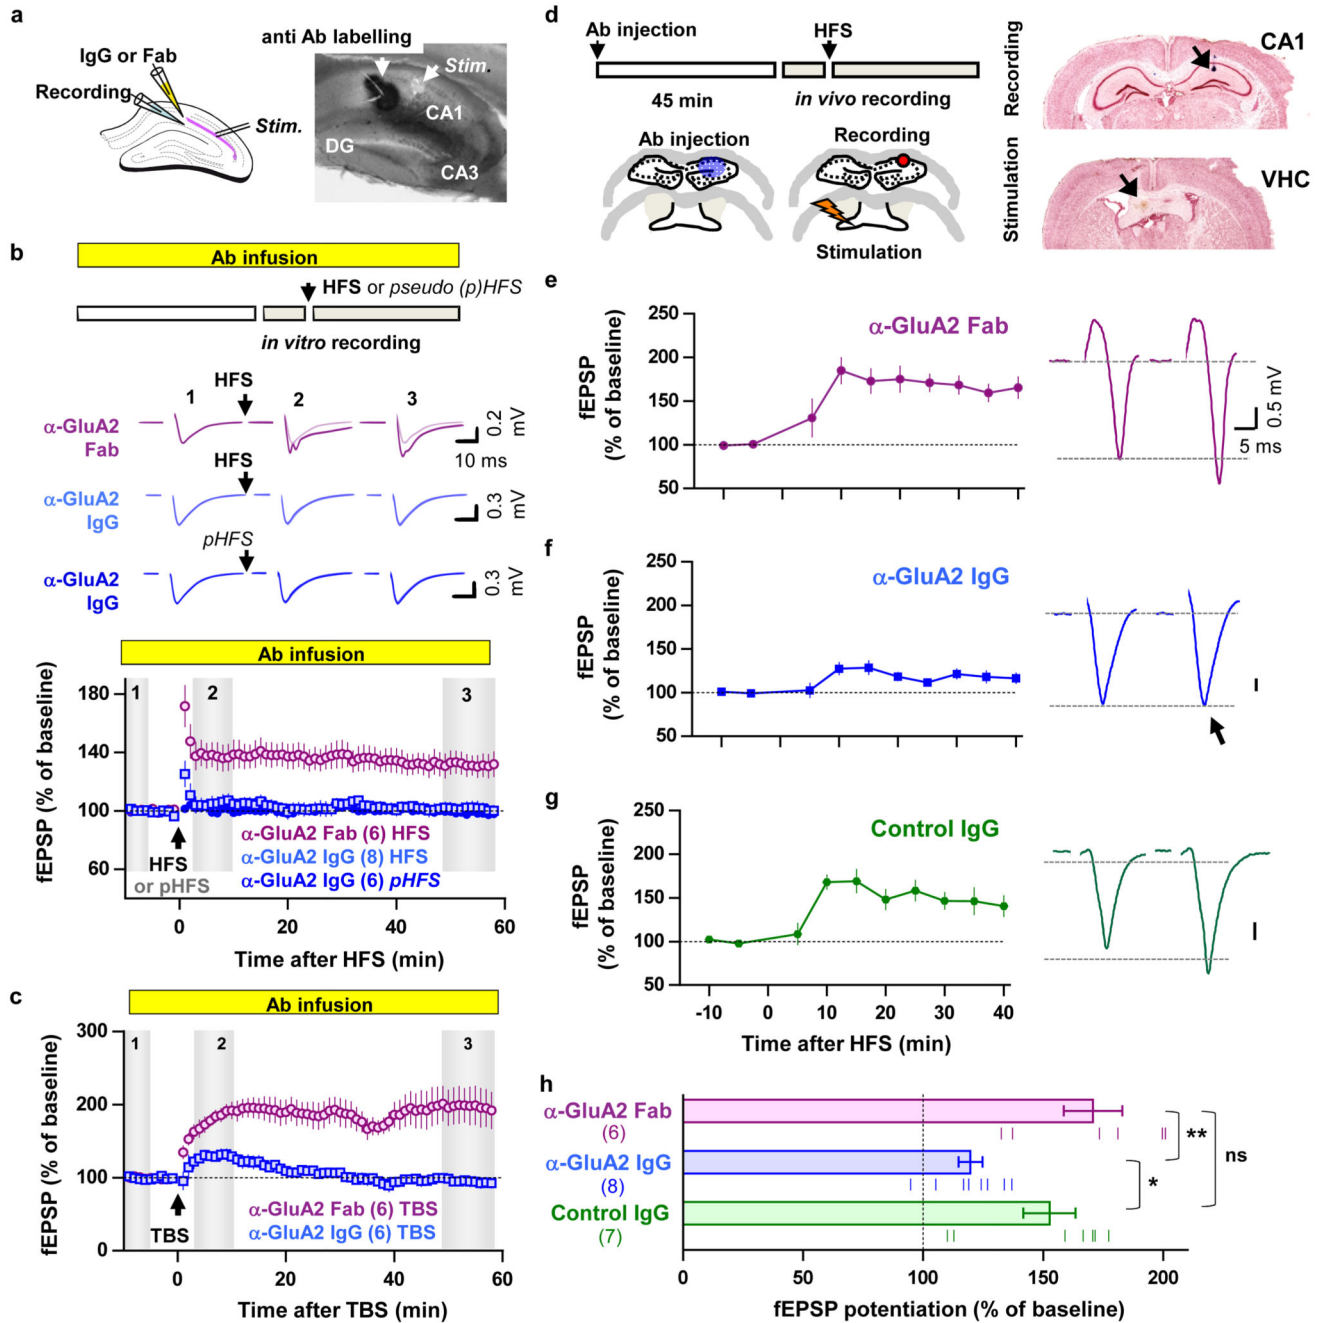 a
IgG or Fab
Recording
Stim.
anti Ab labelling
Stim.
CA1
DG
CA3
b
Ab infusion
HFS or pseudo (p)HFS
in vitro recording
HFS
1
2
3
α-GluA2
Fab
0.2
mV
10 ms
HFS
α-GluA2
IgG
0.3
mV
pHFS
α-GluA2
IgG
0.3
mV
Ab infusion
1
2
3
180
140
100
60
fEPSP (% of baseline)
HFS
or pHFS
α-GluA2 Fab (6) HFS
α-GluA2 IgG (8) HFS
α-GluA2 IgG (6) pHFS
0
20
40
60
Time after HFS (min)
c
Ab infusion
1
2
3
300
200
100
0
fEPSP (% of baseline)
TBS
α-GluA2 Fab (6) TBS
α-GluA2 IgG (6) TBS
0
20
40
60
Time after TBS (min)
d
Ab injection
HFS
45 min
in vivo recording
Ab injection
Recording
Stimulation
Recording
CA1
Stimulation
VHC
e
250
200
150
100
50
fEPSP
(% of baseline)
α-GluA2 Fab
0.5 mV
5 ms
f
250
200
150
100
50
fEPSP
(% of baseline)
α-GluA2 IgG
g
250
200
150
100
50
fEPSP
(% of baseline)
Control IgG
-10
0
10
20
30
40
Time after HFS (min)
h
α-GluA2 Fab
(6)
α-GluA2 IgG
(8)
Control IgG
(7)
**
*
ns
0
50
100
150
200
fEPSP potentiation (% of baseline)